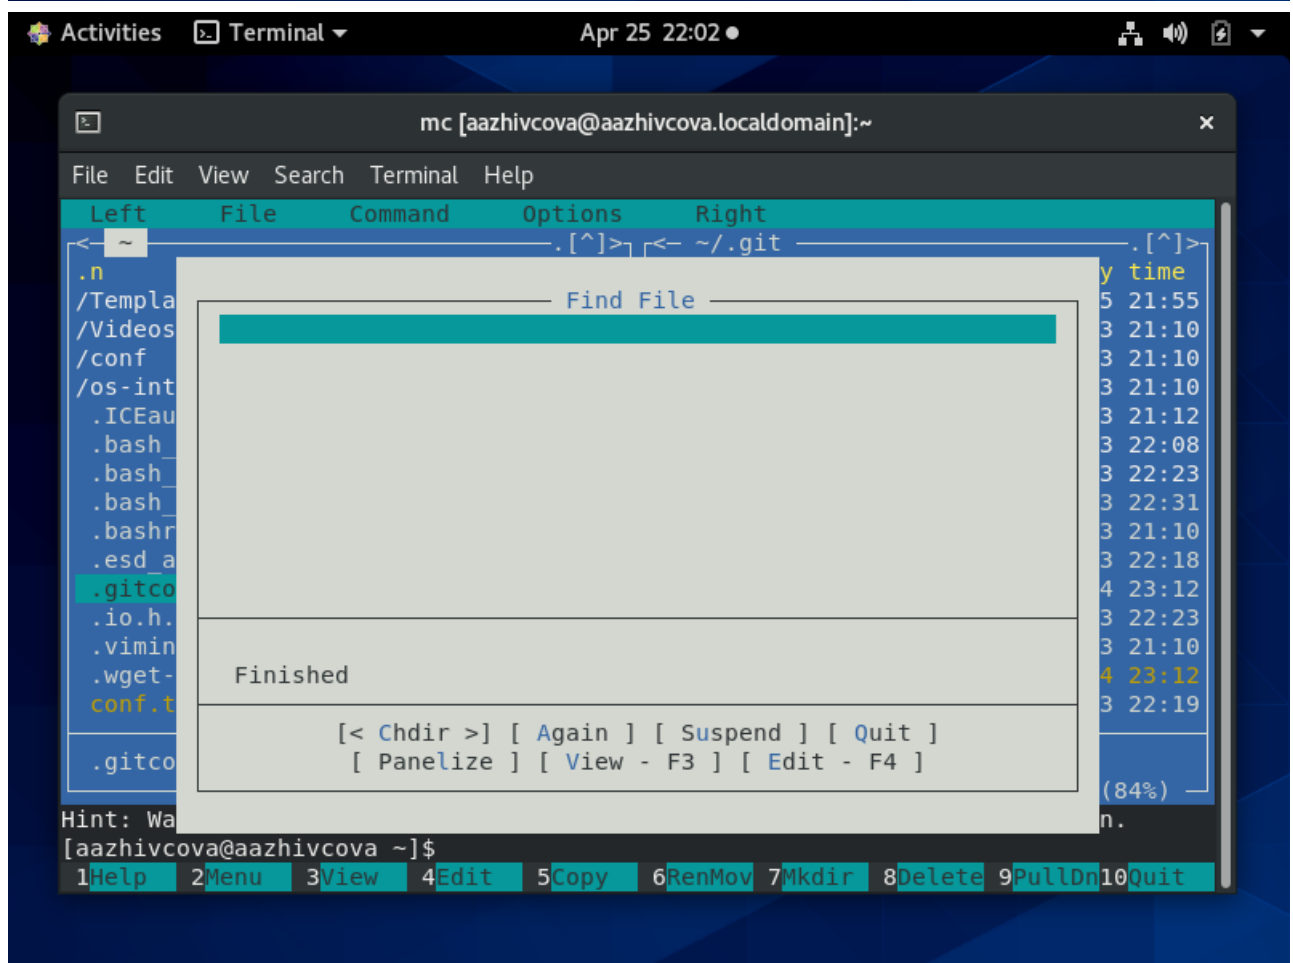 Activities Terminal Apr 25 22:02
mc [aazhivcova@aazhivcova.localdomain]:~
File Edit View Search Terminal Help
Left File Command Options Right
<─ ~ ─.[^]>┐┌<─ ~/.git ─.[^]>
.n y time
/Templa 5 21:55
/Videos 3 21:10
/conf 3 21:10
/os-int 3 21:10
.ICEau 3 21:12
.bash_ 3 22:08
.bash_ 3 22:23
.bash_ 3 22:31
.bashr 3 21:10
.esd_a 3 22:18
.gitco 4 23:12
.io.h. 3 22:23
.vimin 3 21:10
.wget- 4 23:12
conf.t 3 22:19
.gitco
(84%)
Find File
Finished
[< Chdir >] [ Again ] [ Suspend ] [ Quit ]
[ Panelize ] [ View - F3 ] [ Edit - F4 ]
Hint: Wa n.
[aazhivcova@aazhivcova ~]$
1Help 2Menu 3View 4Edit 5Copy 6RenMov 7Mkdir 8Delete 9PullDn 10Quit